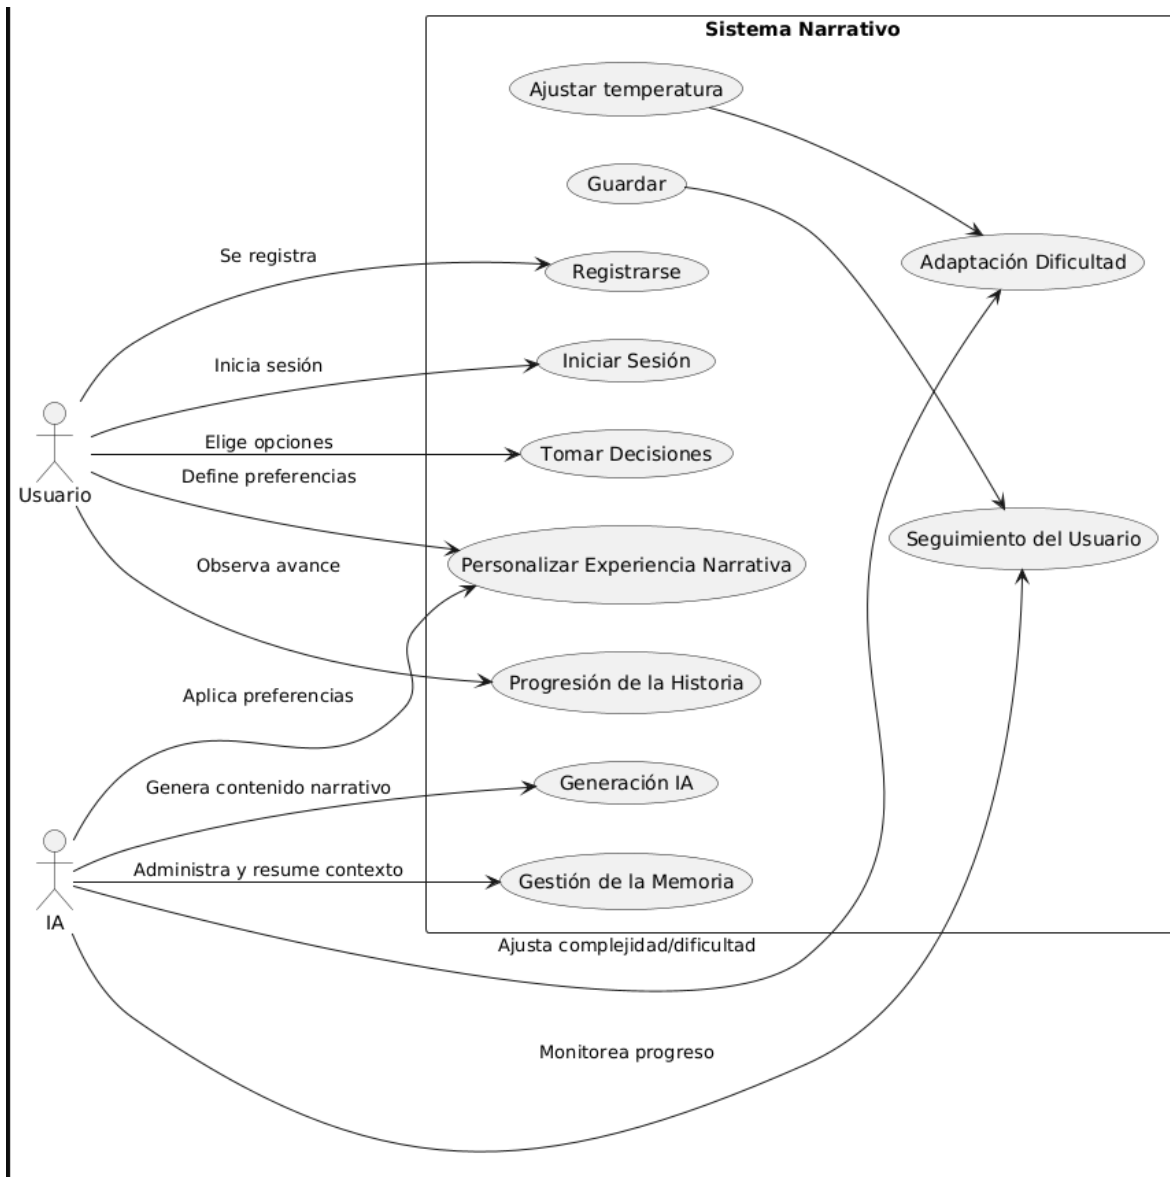 Sistema Narrativo
Ajustar temperatura
Guardar
Se registra
Adaptación Dificultad
Registrarse
Inicia sesión
Iniciar Sesión
Elige opciones
Tomar Decisiones
Define preferencias
Usuario
Seguimiento del Usuario
Observa avance
Personalizar Experiencia Narrativa
Aplica preferencias
Progresión de la Historia
Genera contenido narrativo
Generación IA
Administra y resume contexto
Gestión de la Memoria
IA
Ajusta complejidad/dificultad
Monitorea progreso